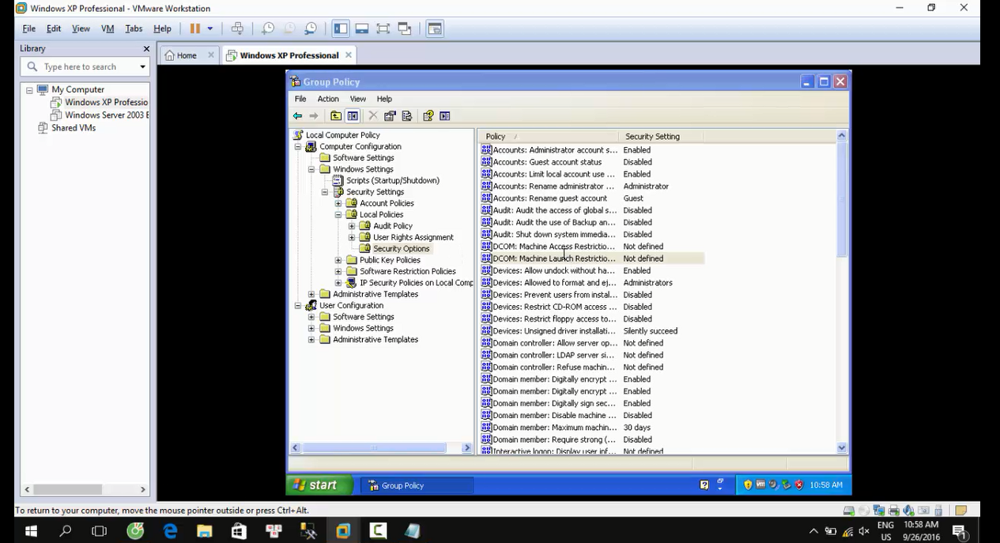 Windows XP Professional - VMware Workstation
File Edit View VM Tabs Help
Library
Type here to search
Home
Windows XP Professional
My Computer
Windows XP Professio
Windows Server 2003 E
Shared VMs
Group Policy
File Action View Help
Local Computer Policy
Computer Configuration
Software Settings
Windows Settings
Scripts (Startup/Shutdown)
Security Settings
Account Policies
Local Policies
Audit Policy
User Rights Assignment
Security Options
Public Key Policies
Software Restriction Policies
IP Security Policies on Local Comp
Administrative Templates
User Configuration
Software Settings
Windows Settings
Administrative Templates
Policy Security Setting
Accounts: Administrator account s... Enabled
Accounts: Guest account status Disabled
Accounts: Limit local account use ... Enabled
Accounts: Rename administrator ... Administrator
Accounts: Rename guest account Guest
Audit: Audit the access of global s... Disabled
Audit: Audit the use of Backup an... Disabled
Audit: Shut down system immedia... Disabled
DCOM: Machine Access Restrictio... Not defined
DCOM: Machine Launch Restrictio... Not defined
Devices: Allow undock without ha... Enabled
Devices: Allowed to format and ej... Administrators
Devices: Prevent users from instal... Disabled
Devices: Restrict CD-ROM access ... Disabled
Devices: Restrict floppy access to... Disabled
Devices: Unsigned driver installati... Silently succeed
Domain controller: Allow server op... Not defined
Domain controller: LDAP server si... Not defined
Domain controller: Refuse machin... Not defined
Domain member: Digitally encrypt ... Enabled
Domain member: Digitally encrypt ... Enabled
Domain member: Digitally sign sec... Enabled
Domain member: Disable machine ... Disabled
Domain member: Maximum machin... 30 days
Domain member: Require strong (... Disabled
Interactive logon: Display user inf... Not defined
start
Group Policy
10:58 AM
To return to your computer, move the mouse pointer outside or press Ctrl+Alt.
ENG
US
10:58 AM
9/26/2016
1